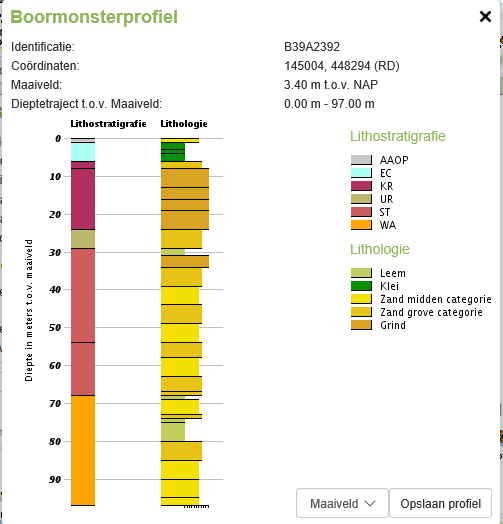 Boormonsterprofiel
Identificatie: B39A2392
Coördinaten: 145004, 448294 (RD)
Maaiveld: 3.40 m t.o.v. NAP
Dieptetraject t.o.v. Maaiveld: 0.00 m - 97.00 m
Lithostratigrafie Lithologie
0
10
20
30
40
50
60
70
80
90
Diepte in meters t.o.v. maaiveld
Lithostratigrafie
AAOP
EC
KR
UR
ST
WA
Lithologie
Leem
Klei
Zand midden categorie
Zand grove categorie
Grind
Maaiveld
Opslaan profiel